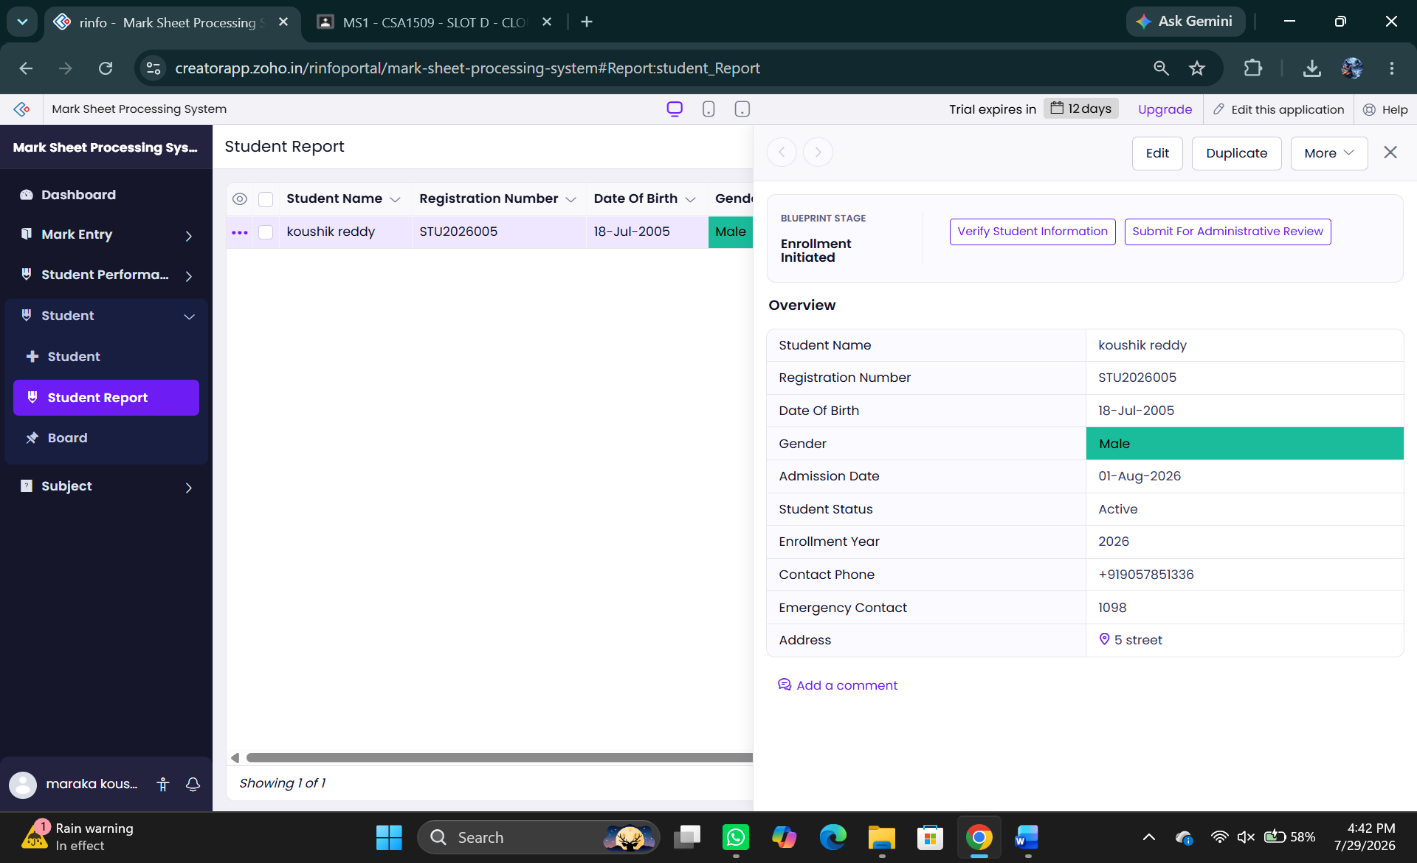 rinfo - Mark Sheet Processing S
MS1 - CSA1509 - SLOT D - CLO
Ask Gemini
creatorapp.zoho.in/rinfoportal/mark-sheet-processing-system#Report:student_Report
Mark Sheet Processing System
Trial expires in 12 days Upgrade Edit this application Help
Mark Sheet Processing Sys...
Dashboard
Mark Entry
Student Performa...
Student
Student
Student Report
Board
Subject
maraka kous...
Student Report
Student Name Registration Number Date Of Birth Gende
koushik reddy STU2026005 18-Jul-2005 Male
Showing 1 of 1
Edit Duplicate More
BLUEPRINT STAGE
Enrollment
Initiated
Verify Student Information Submit For Administrative Review
Overview
Student Name koushik reddy
Registration Number STU2026005
Date Of Birth 18-Jul-2005
Gender Male
Admission Date 01-Aug-2026
Student Status Active
Enrollment Year 2026
Contact Phone +919057851336
Emergency Contact 1098
Address 5 street
Add a comment
1
Rain warning
In effect
Search
58%
4:42 PM
7/29/2026